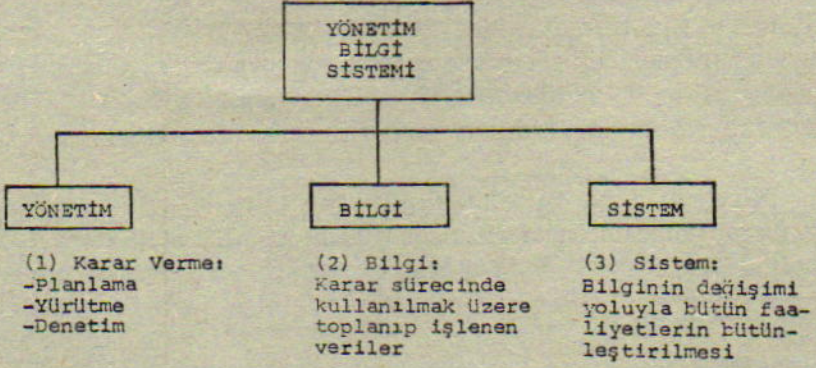 YÖNETİM
BİLGİ
SİSTEMİ
YÖNETİM
BİLGİ
SİSTEM
(1) Karar Verme:
-Planlama
-Yürütme
-Denetim
(2) Bilgi:
Karar sürecinde
kullanılmak üzere
toplanıp işlenen
veriler
(3) Sistem:
Bilginin değişimi
yoluyla bütün faa-
liyetlerin bütün-
leştirilmesi